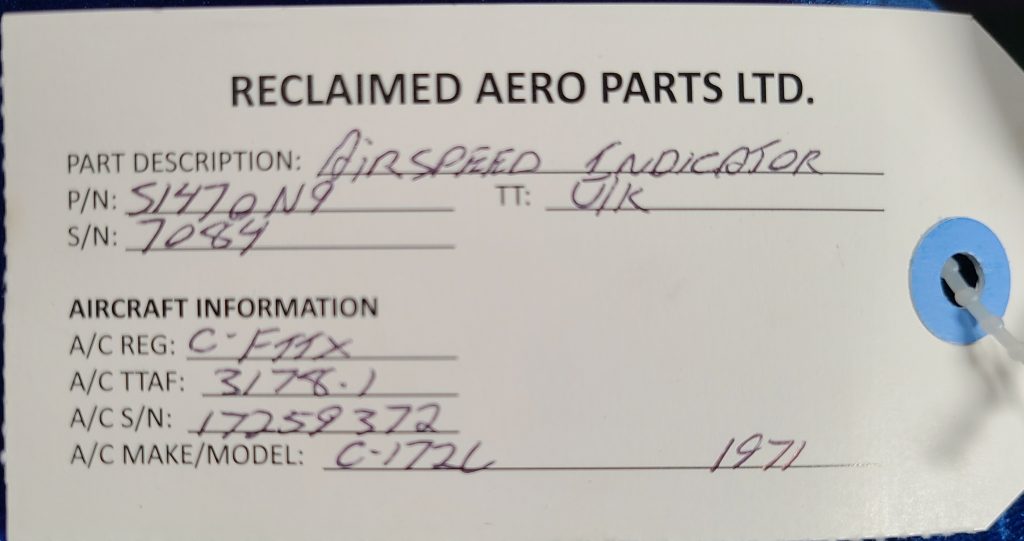 RECLAIMED AERO PARTS LTD.
PART DESCRIPTION: AIRSPEED INDICATOR
P/N: S1470N9 TT: U/K
S/N: 7084
AIRCRAFT INFORMATION
A/C REG: C-FTTX
A/C TTAF: 3178.1
A/C S/N: 17259372
A/C MAKE/MODEL: C-172L 1971